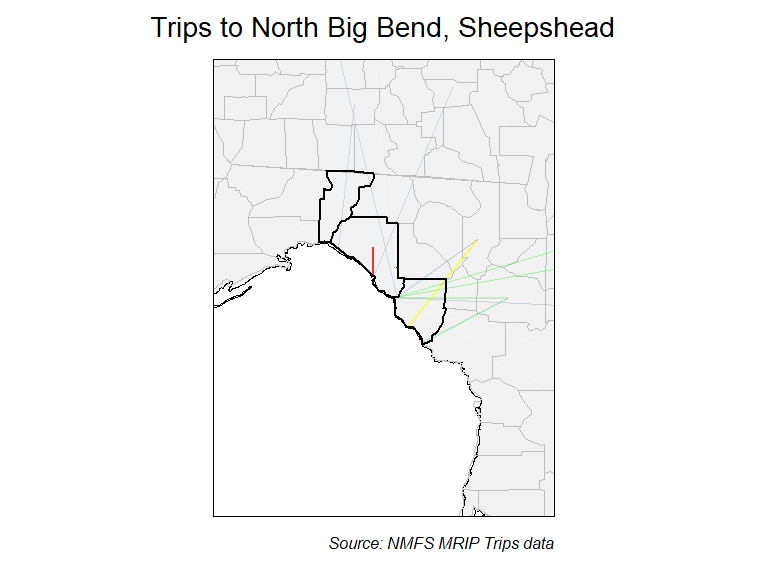 Trips to North Big Bend, Sheepshead
Source: NMFS MRIP Trips data